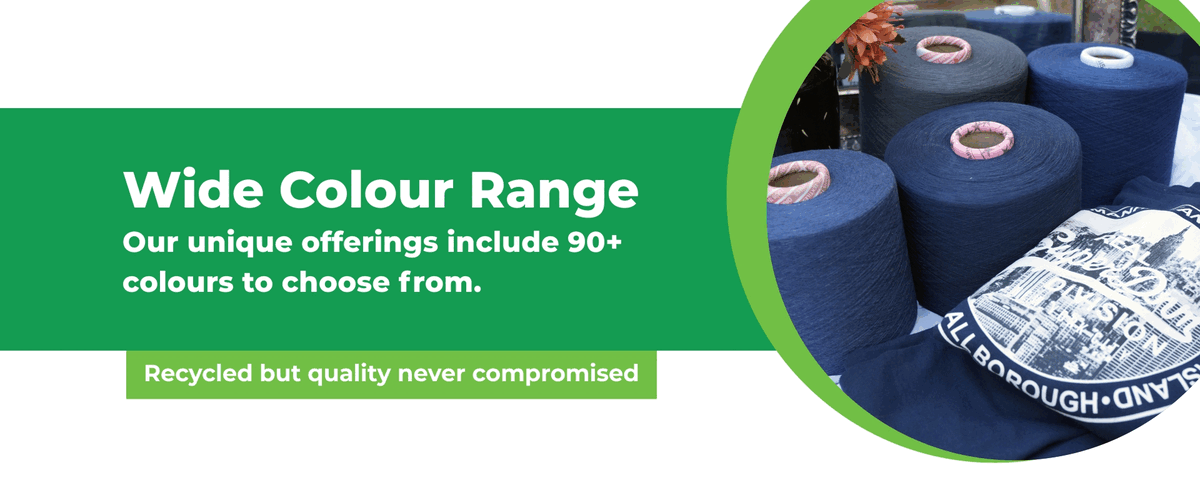 Wide Colour Range
Our unique offerings include 90+
colours to choose from.
Recycled but quality never compromised
DIVISION
ALL BOROUGH •